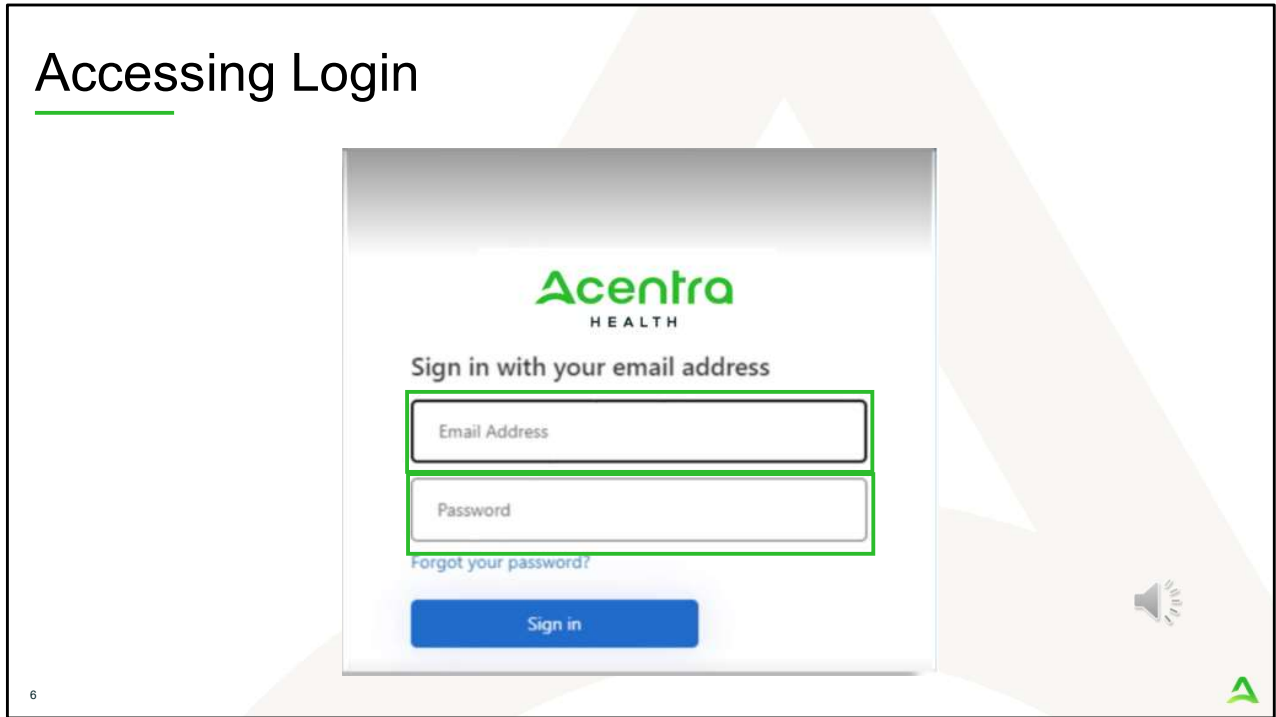 Accessing Login
Acentra
HEALTH
Sign in with your email address
Email Address
Password
Forgot your password?
Sign in
6